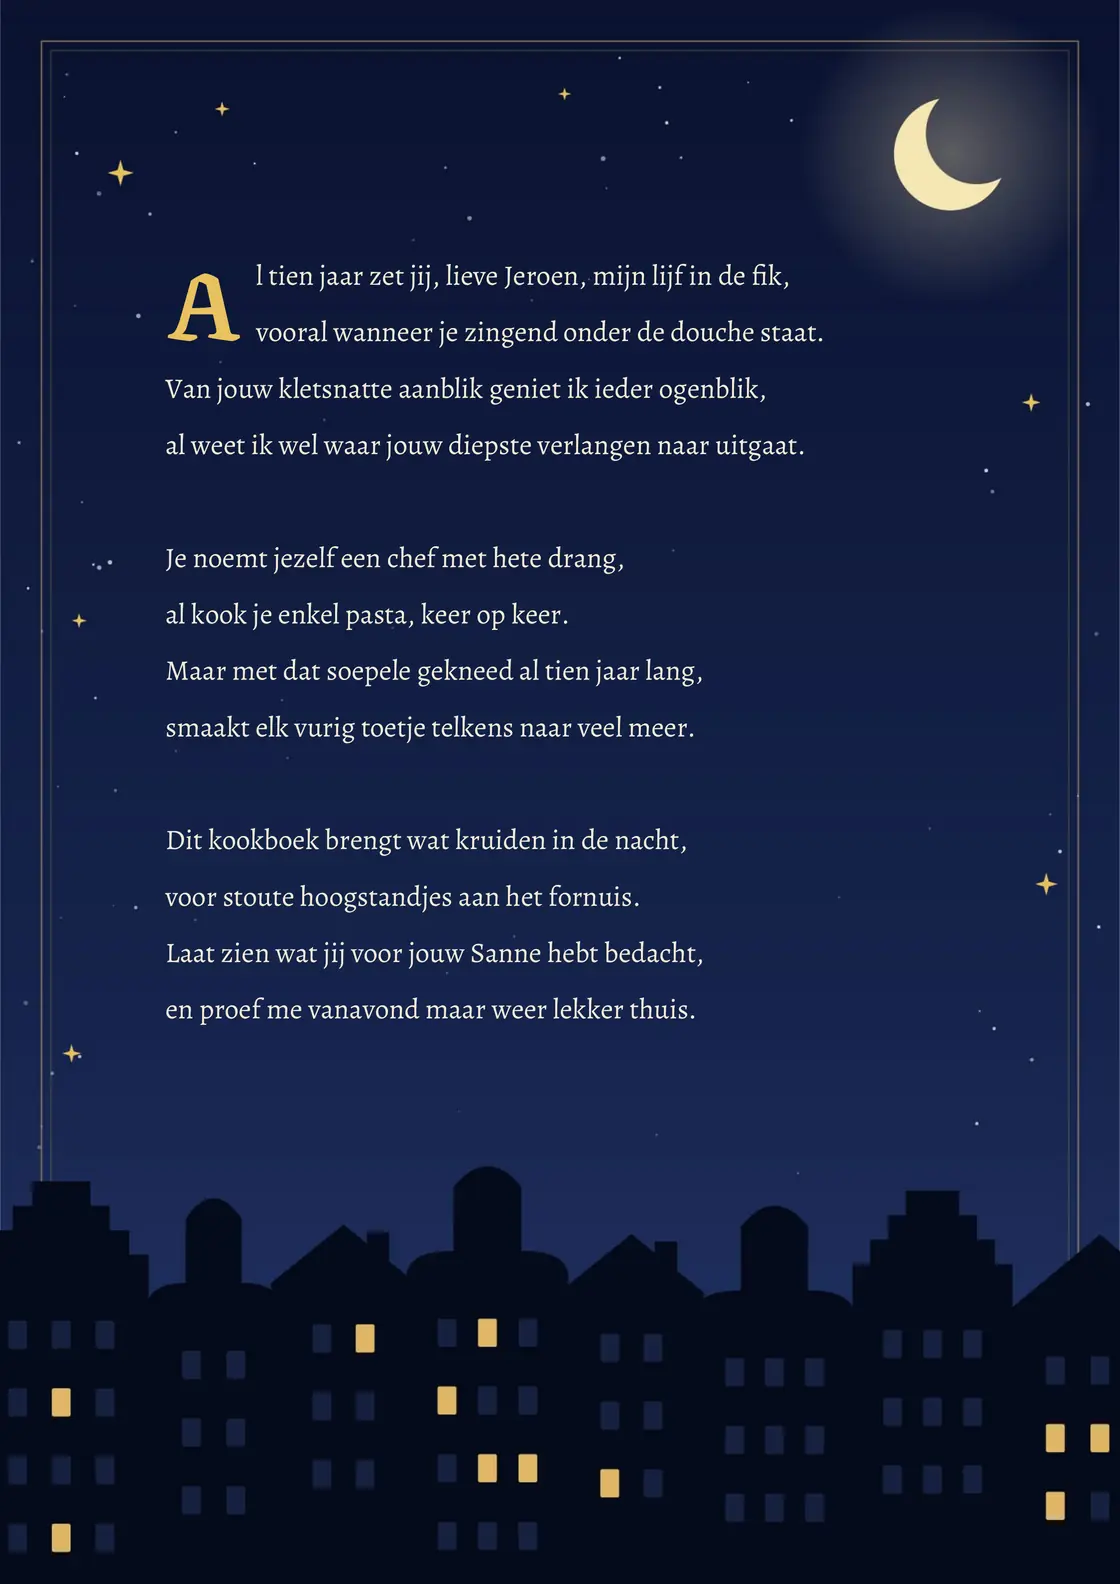 Al tien jaar zet jij, lieve Jeroen, mijn lijf in de fik,
vooral wanneer je zingend onder de douche staat.
Van jouw kletsnatte aanblik geniet ik ieder ogenblik,
al weet ik wel waar jouw diepste verlangen naar uitgaat.
Je noemt jezelf een chef met hete drang,
al kook je enkel pasta, keer op keer.
Maar met dat soepele gekneed al tien jaar lang,
smaakt elk vurig toetje telkens naar veel meer.
Dit kookboek brengt wat kruiden in de nacht,
voor stoute hoogstandjes aan het fornuis.
Laat zien wat jij voor jouw Sanne hebt bedacht,
en proef me vanavond maar weer lekker thuis.